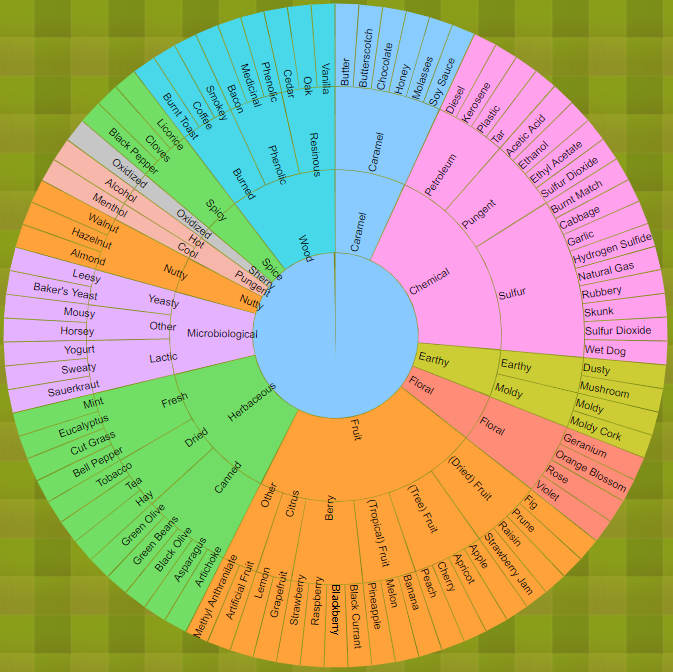 Caramel
Caramel
Butter
Butterscotch
Chocolate
Honey
Molasses
Soy Sauce
Chemical
Petroleum
Diesel
Kerosene
Plastic
Tar
Pungent
Acetic Acid
Ethanol
Ethyl Acetate
Sulfur Dioxide
Sulfur
Burnt Match
Cabbage
Garlic
Hydrogen Sulfide
Natural Gas
Rubbery
Skunk
Sulfur Dioxide
Wet Dog
Earthy
Earthy
Dusty
Mushroom
Moldy
Moldy
Moldy Cork
Floral
Floral
Geranium
Orange Blossom
Rose
Violet
Fruit
(Dried) Fruit
Fig
Prune
Raisin
Strawberry Jam
(Tree) Fruit
Apple
Apricot
Cherry
Peach
(Tropical) Fruit
Banana
Melon
Pineapple
Berry
Black Currant
Blackberry
Raspberry
Strawberry
Citrus
Grapefruit
Lemon
Other
Artificial Fruit
Methyl Anthranilate
Herbaceous
Canned
Artichoke
Asparagus
Black Olive
Green Beans
Green Olive
Dried
Hay
Tea
Tobacco
Fresh
Bell Pepper
Cut Grass
Eucalyptus
Mint
Microbiological
Lactic
Sauerkraut
Sweaty
Yogurt
Other
Horsey
Mousy
Yeasty
Baker's Yeast
Leesy
Nutty
Nutty
Almond
Hazelnut
Walnut
Pungent
Cool
Menthol
Hot
Alcohol
Sherry
Oxidized
Oxidized
Spice
Spicy
Black Pepper
Cloves
Licorice
Wood
Burned
Burnt Toast
Coffee
Smokey
Phenolic
Bacon
Medicinal
Resinous
Phenolic
Cedar
Oak
Vanilla